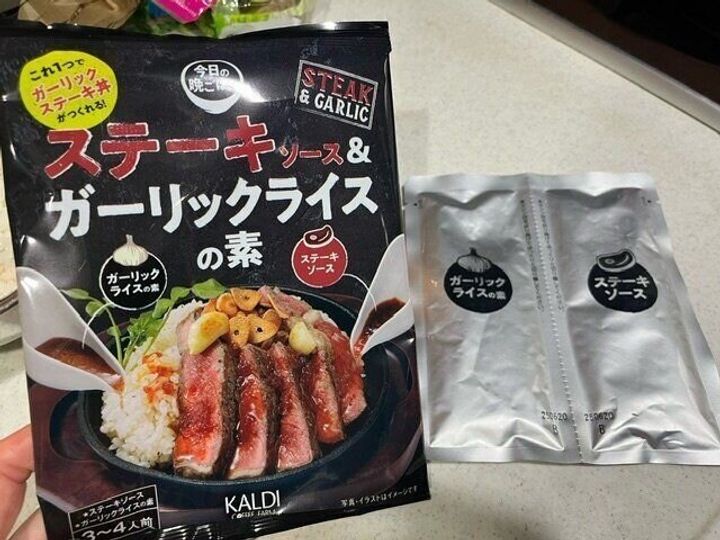 これ1つで
ガーリック
ステーキ丼
がつくれる!
今日の
晩ごはん
STEAK
& GARLIC
ステーキソース&
ガーリックライス
の素
ガーリック
ライスの素
ステーキ
ソース
KALDI
COFFEE FARM
写真・イラストはイメージです
★ステーキソース
★ガーリックライスの素
3〜4人前
ガーリック
ライスの素
250620
B
ステーキ
ソース
250620
B